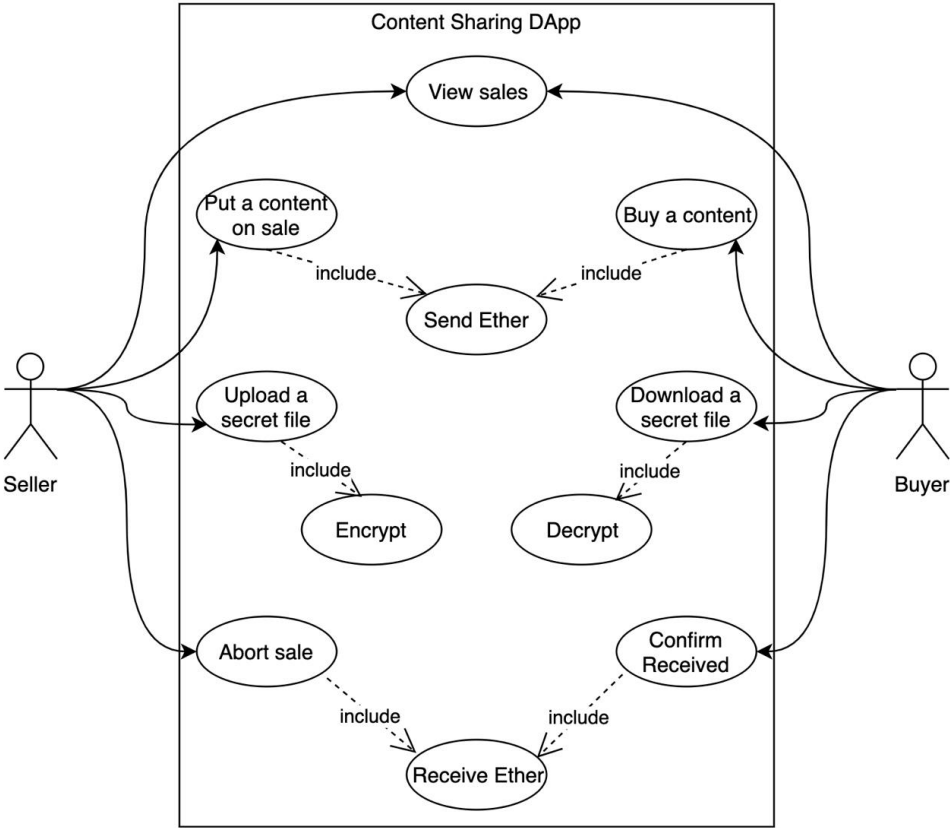 Content Sharing DApp
View sales
Put a content
on sale
Buy a content
include
include
Send Ether
Upload a
secret file
Download a
secret file
include
include
Seller
Buyer
Encrypt
Decrypt
Abort sale
Confirm
Received
include
include
Receive Ether